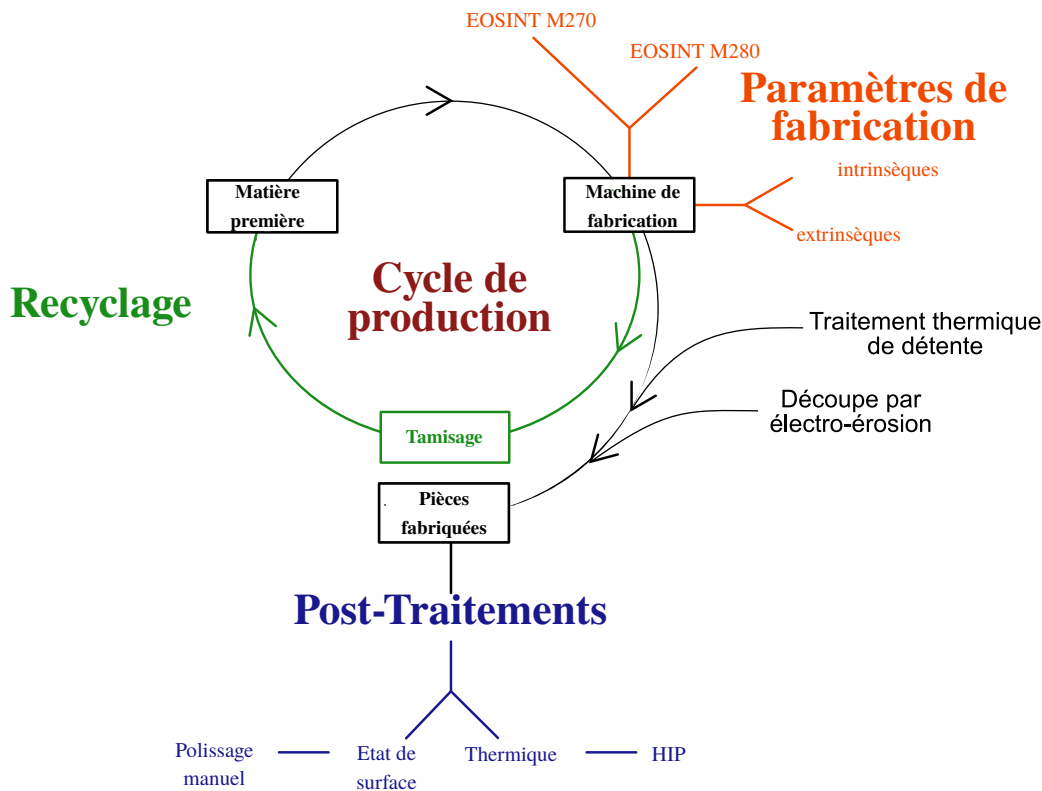 EOSINT M270
EOSINT M280
Paramètres de
fabrication
intrinsèques
extrinsèques
Matière
première
Machine de
fabrication
Cycle de
production
Recyclage
Traitement thermique
de détente
Découpe par
électro-érosion
Tamisage
Pièces
fabriquées
Post-Traitements
Polissage
manuel
Etat de
surface
Thermique
HIP